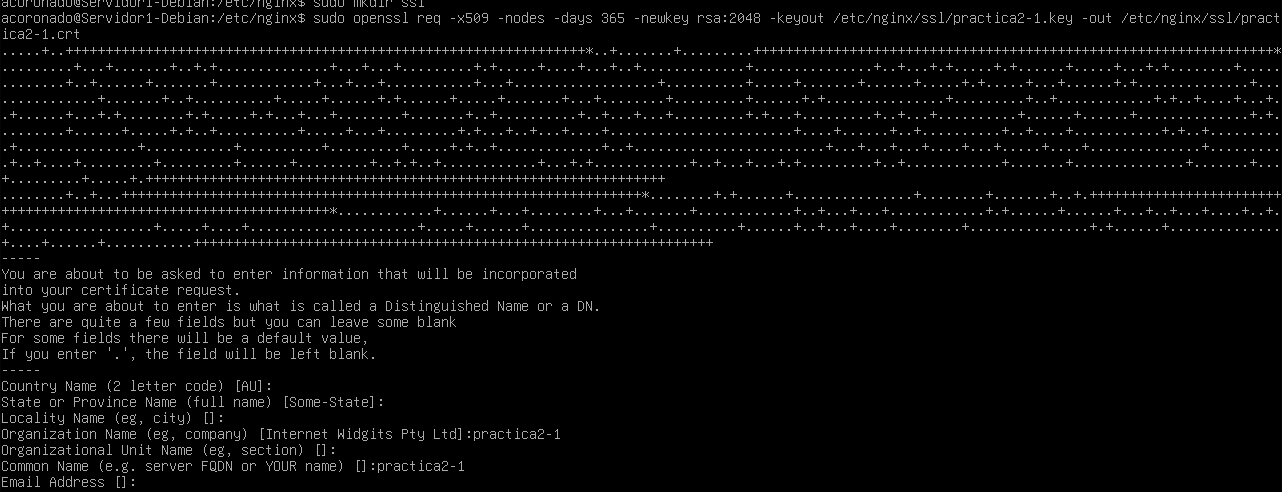 acoronado@Servidor1-Debian:/etc/nginx$ sudo mkdir ssl
acoronado@Servidor1-Debian:/etc/nginx$ sudo openssl req -x509 -nodes -days 365 -newkey rsa:2048 -keyout /etc/nginx/ssl/practica2-1.key -out /etc/nginx/ssl/pract
ica2-1.crt
-----
You are about to be asked to enter information that will be incorporated
into your certificate request.
What you are about to enter is what is called a Distinguished Name or a DN.
There are quite a few fields but you can leave some blank
For some fields there will be a default value,
If you enter '.', the field will be left blank.
-----
Country Name (2 letter code) [AU]:
State or Province Name (full name) [Some-State]:
Locality Name (eg, city) []:
Organization Name (eg, company) [Internet Widgits Pty Ltd]:practica2-1
Organizational Unit Name (eg, section) []:
Common Name (e.g. server FQDN or YOUR name) []:practica2-1
Email Address []: